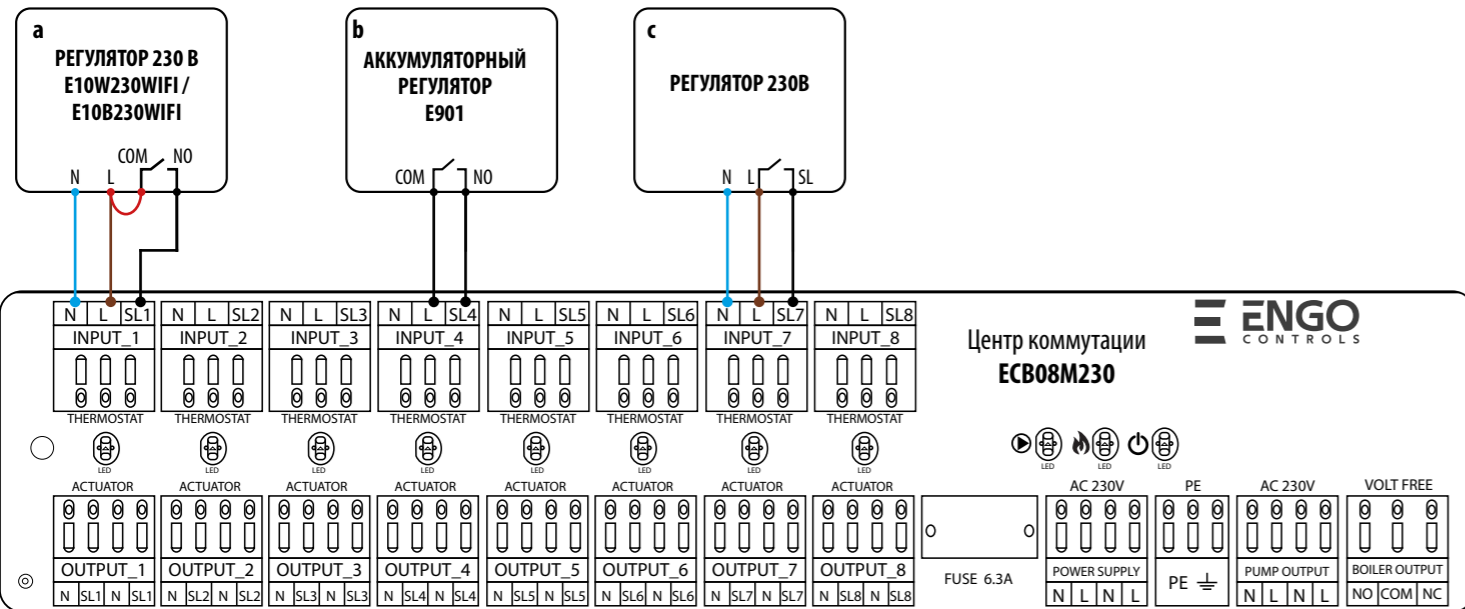 a
РЕГУЛЯТОР 230 В
E10W230WIFI /
E10B230WIFI
COM NO
N L
b
АККУМУЛЯТОРНЫЙ
РЕГУЛЯТОР
E901
COM NO
c
РЕГУЛЯТОР 230В
N L SL
N L SL1 N L SL2 N L SL3 N L SL4 N L SL5 N L SL6 N L SL7 N L SL8
INPUT_1 INPUT_2 INPUT_3 INPUT_4 INPUT_5 INPUT_6 INPUT_7 INPUT_8
THERMOSTAT THERMOSTAT THERMOSTAT THERMOSTAT THERMOSTAT THERMOSTAT THERMOSTAT THERMOSTAT
LED LED LED LED LED LED LED LED
ENGO
CONTROLS
Центр коммутации
ECB08M230
LED LED LED
ACTUATOR ACTUATOR ACTUATOR ACTUATOR ACTUATOR ACTUATOR ACTUATOR ACTUATOR
OUTPUT_1 OUTPUT_2 OUTPUT_3 OUTPUT_4 OUTPUT_5 OUTPUT_6 OUTPUT_7 OUTPUT_8
N SL1 N SL1 N SL2 N SL2 N SL3 N SL3 N SL4 N SL4 N SL5 N SL5 N SL6 N SL6 N SL7 N SL7 N SL8 N SL8
FUSE 6.3A
AC 230V PE AC 230V VOLT FREE
POWER SUPPLY PE PUMP OUTPUT BOILER OUTPUT
N L N L N L N L NO COM NC